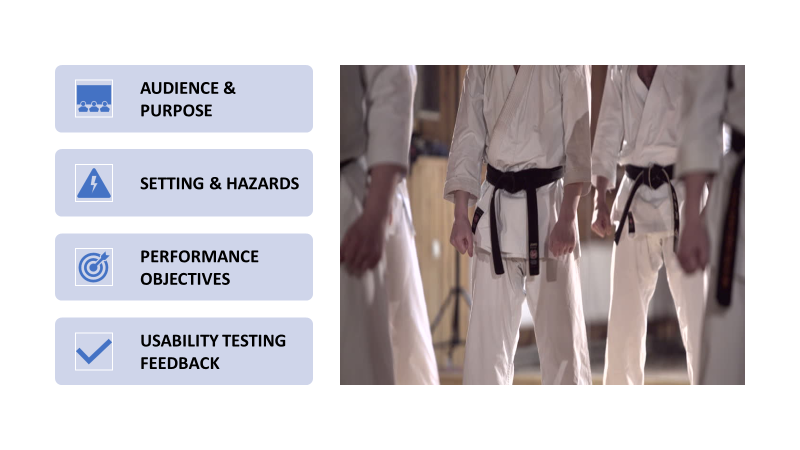 AUDIENCE &
PURPOSE
SETTING & HAZARDS
PERFORMANCE
OBJECTIVES
USABILITY TESTING
FEEDBACK